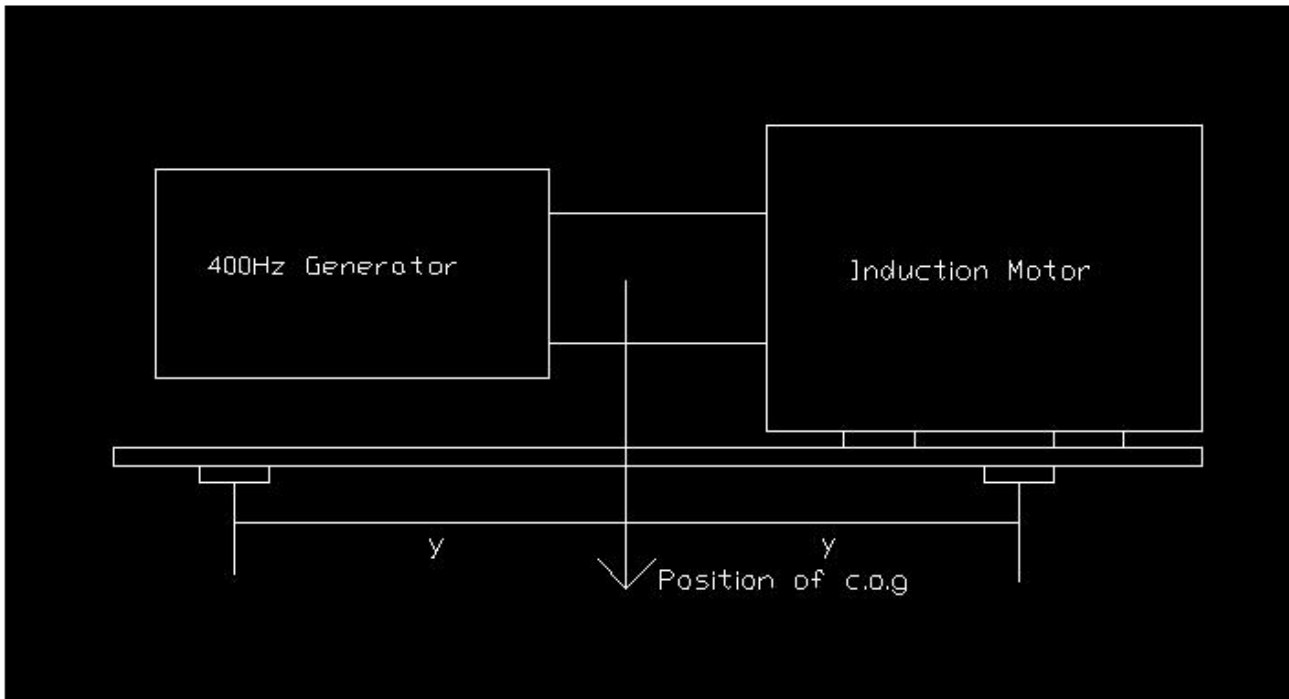 400Hz Generator
Induction Motor
y
y
Position of c.o.g